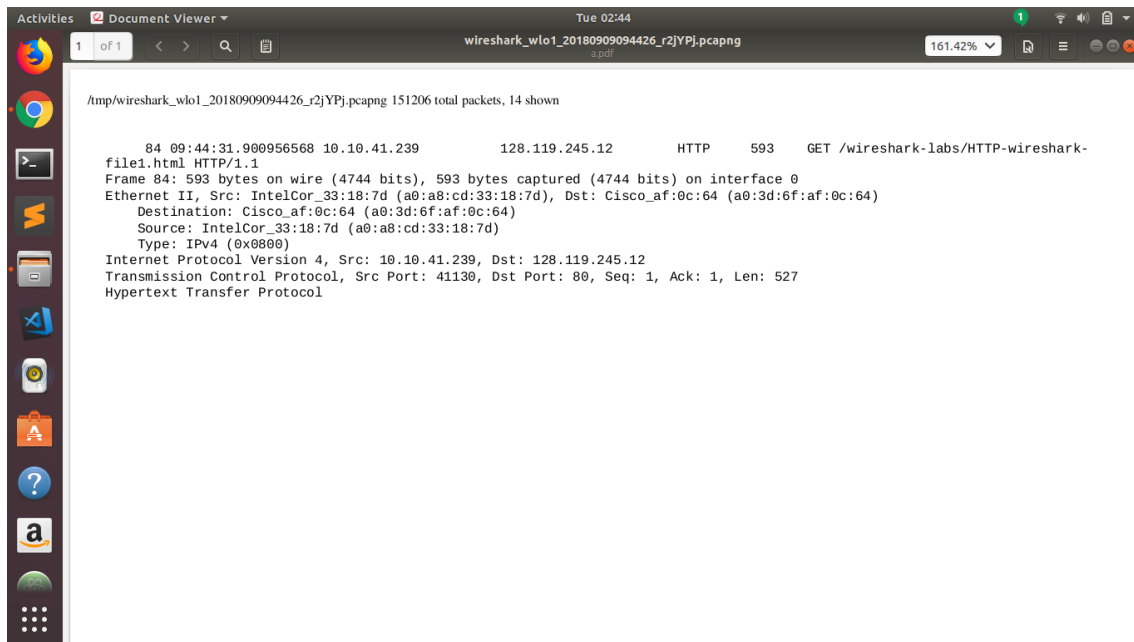 Activities Document Viewer Tue 02:44 1
1 of 1 wireshark_wlo1_20180909094426_r2jYPj.pcapng 161.42%
a.pdf
/tmp/wireshark_wlo1_20180909094426_r2jYPj.pcapng 151206 total packets, 14 shown
84 09:44:31.900956568 10.10.41.239 128.119.245.12 HTTP 593 GET /wireshark-labs/HTTP-wireshark-
file1.html HTTP/1.1
Frame 84: 593 bytes on wire (4744 bits), 593 bytes captured (4744 bits) on interface 0
Ethernet II, Src: IntelCor_33:18:7d (a0:a8:cd:33:18:7d), Dst: Cisco_af:0c:64 (a0:3d:6f:af:0c:64)
Destination: Cisco_af:0c:64 (a0:3d:6f:af:0c:64)
Source: IntelCor_33:18:7d (a0:a8:cd:33:18:7d)
Type: IPv4 (0x0800)
Internet Protocol Version 4, Src: 10.10.41.239, Dst: 128.119.245.12
Transmission Control Protocol, Src Port: 41130, Dst Port: 80, Seq: 1, Ack: 1, Len: 527
Hypertext Transfer Protocol